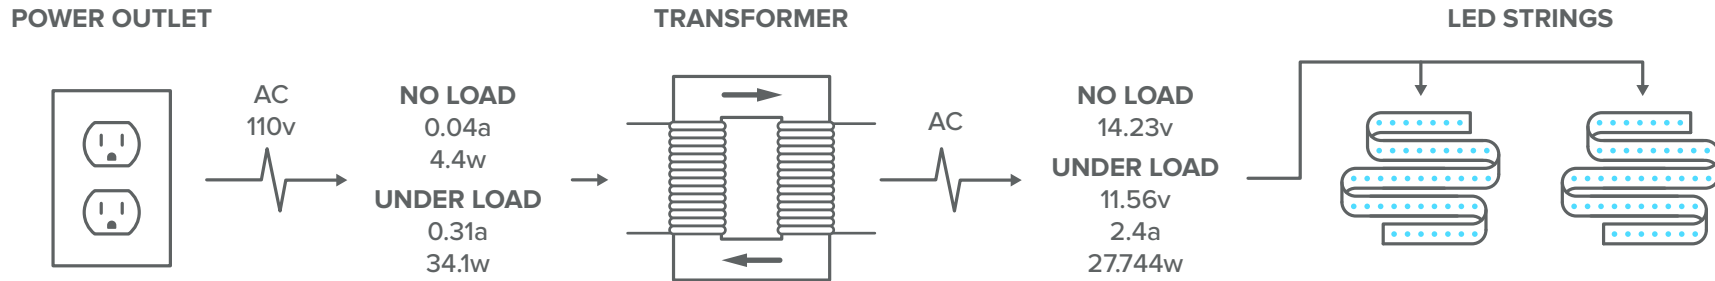 POWER OUTLET
TRANSFORMER
LED STRINGS
AC
110v
NO LOAD
0.04a
4.4w
UNDER LOAD
0.31a
34.1w
AC
NO LOAD
14.23v
UNDER LOAD
11.56v
2.4a
27.744w